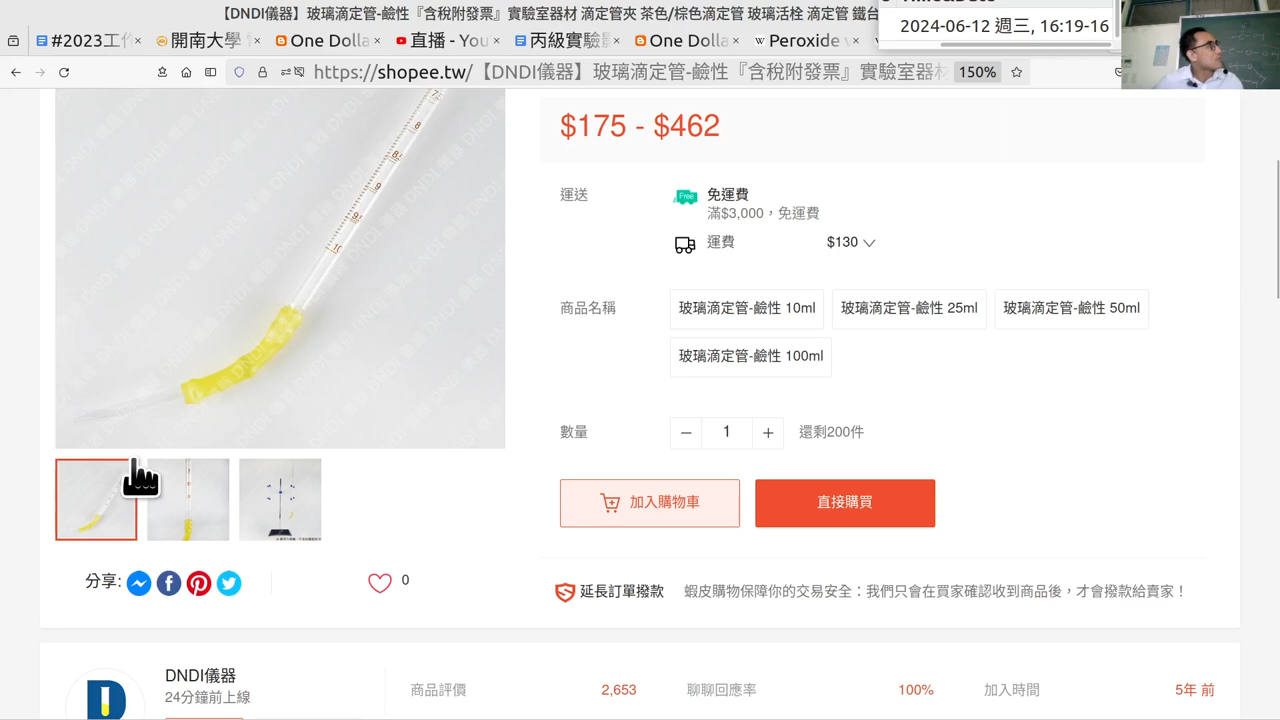 【DNDI儀器】玻璃滴定管-鹼性『含稅附發票』實驗室器材 滴定管夾 茶色/棕色滴定管 玻璃活栓 滴定管 鐵台
2024-06-12 週三, 16:19-16
#2023工作 開南大學 One Dolla 直播 - You 丙級實驗 One Dolla Peroxide
https://shopee.tw/【DNDI儀器】玻璃滴定管-鹼性『含稅附發票』實驗室器材 150%
$175 - $462
運送 Free 免運費
滿$3,000，免運費
運費 $130
商品名稱 玻璃滴定管-鹼性 10ml 玻璃滴定管-鹼性 25ml 玻璃滴定管-鹼性 50ml
玻璃滴定管-鹼性 100ml
數量 1 還剩200件
加入購物車 直接購買
分享: 0
延長訂單撥款 蝦皮購物保障你的交易安全：我們只會在買家確認收到商品後，才會撥款給賣家！
DNDI儀器
24分鐘前上線
商品評價 2,653 聊聊回應率 100% 加入時間 5年 前
7
8
9
10
DNDI 儀器